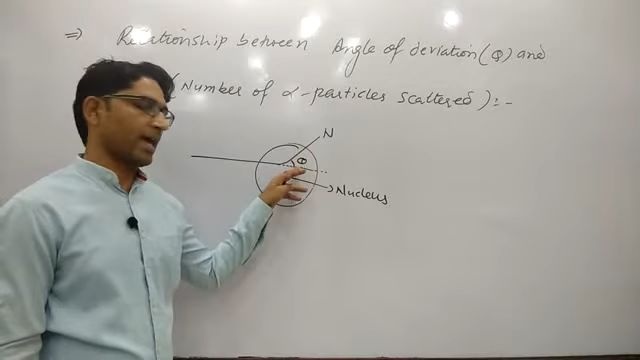 ⇒ Relationship between Angle of deviation (φ) and
(Number of α-particles scattered) :-
N
φ
Nucleus